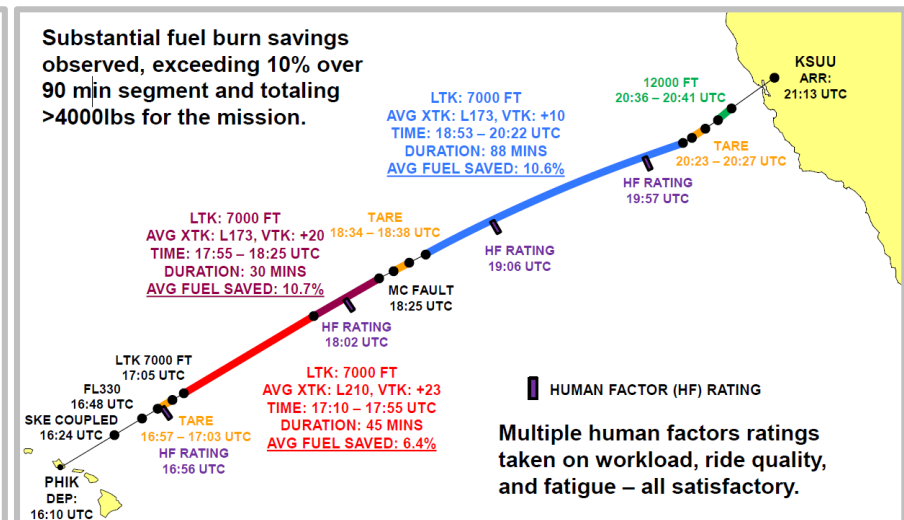 Substantial fuel burn savings
observed, exceeding 10% over
90 min segment and totaling
>4000lbs for the mission.
KSUU
ARR:
21:13 UTC
12000 FT
20:36 – 20:41 UTC
TARE
20:23 – 20:27 UTC
LTK: 7000 FT
AVG XTK: L173, VTK: +10
TIME: 18:53 – 20:22 UTC
DURATION: 88 MINS
AVG FUEL SAVED: 10.6%
HF RATING
19:57 UTC
HF RATING
19:06 UTC
TARE
18:34 – 18:38 UTC
LTK: 7000 FT
AVG XTK: L173, VTK: +20
TIME: 17:55 – 18:25 UTC
DURATION: 30 MINS
AVG FUEL SAVED: 10.7%
MC FAULT
18:25 UTC
HF RATING
18:02 UTC
LTK 7000 FT
17:05 UTC
FL330
16:48 UTC
SKE COUPLED
16:24 UTC
TARE
16:57 – 17:03 UTC
HF RATING
16:56 UTC
LTK: 7000 FT
AVG XTK: L210, VTK: +23
TIME: 17:10 – 17:55 UTC
DURATION: 45 MINS
AVG FUEL SAVED: 6.4%
PHIK
DEP:
16:10 UTC
HUMAN FACTOR (HF) RATING
Multiple human factors ratings
taken on workload, ride quality,
and fatigue – all satisfactory.